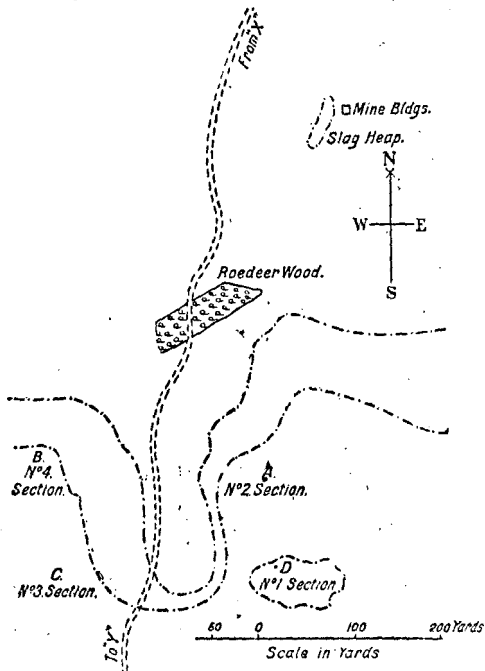 From "X"
Mine Bldgs.
Slag Heap.
N
W E
S
Roedeer Wood.
B.
Nº4.
Section.
A.
Nº2.Section.
C.
Nº3.Section.
D
Nº1 Section
To "Y"
50 0 100 200 Yards
Scale in Yards